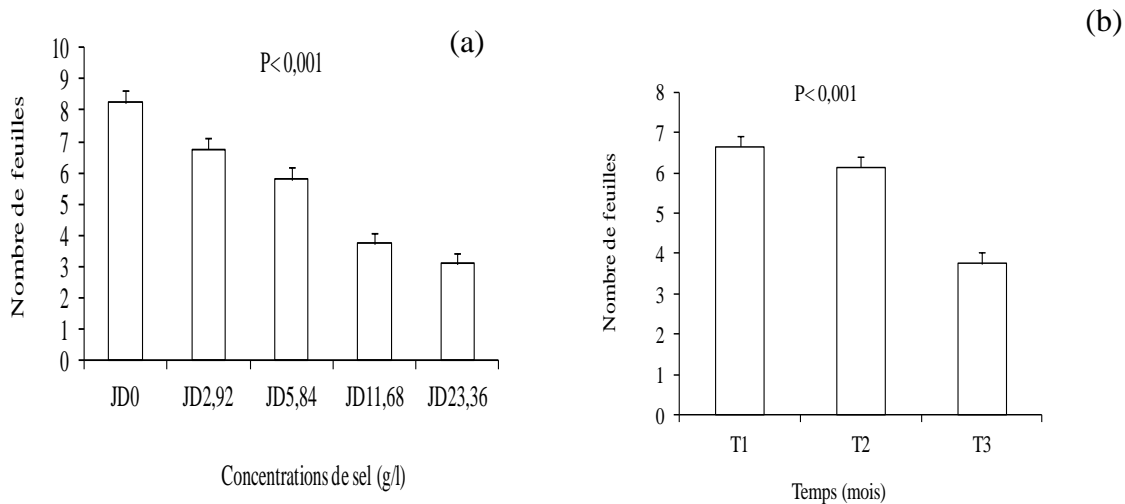 (a)
P< 0,001
Nombre de feuilles
10
9
8
7
6
5
4
3
2
1
0
JD0 JD2,92 JD5,84 JD11,68 JD23,36
Concentrations de sel (g/l)
(b)
P< 0,001
Nombre de feuilles
8
7
6
5
4
3
2
1
0
T1 T2 T3
Temps (mois)